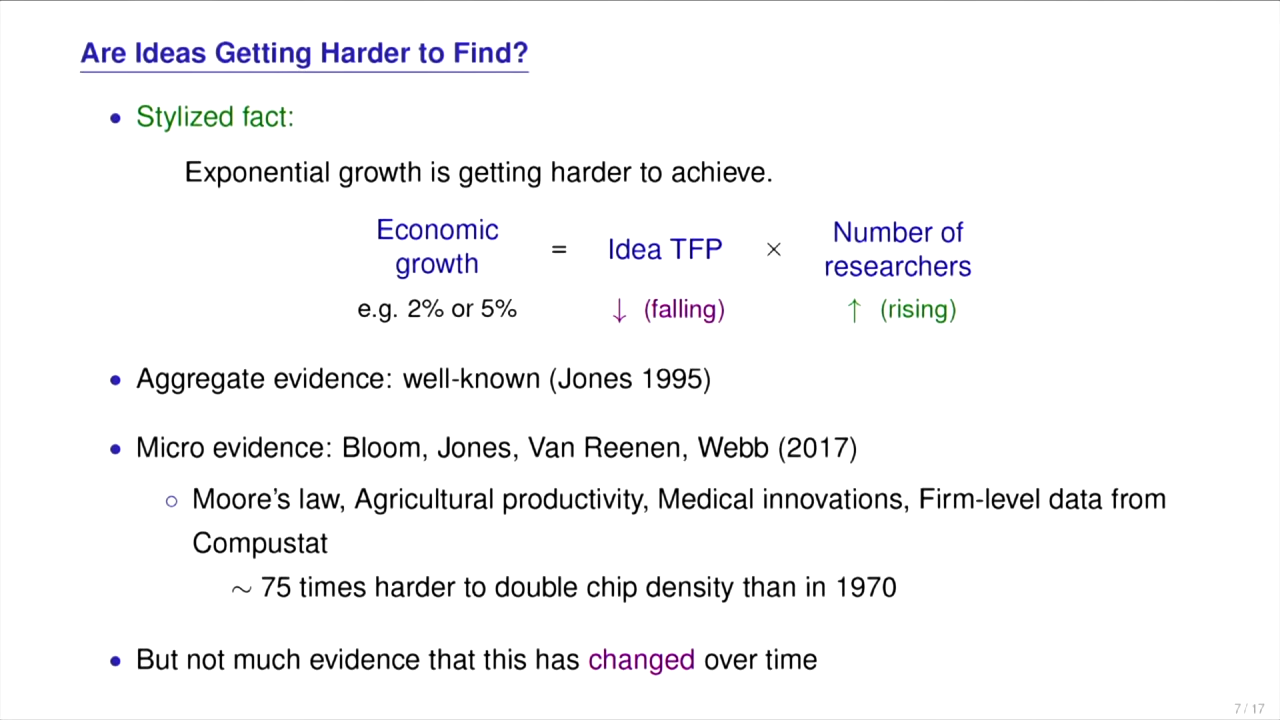 Are Ideas Getting Harder to Find?
• Stylized fact:
Exponential growth is getting harder to achieve.
Economic growth = Idea TFP × Number of researchers
e.g. 2% or 5% ↓ (falling) ↑ (rising)
• Aggregate evidence: well-known (Jones 1995)
• Micro evidence: Bloom, Jones, Van Reenen, Webb (2017)
○ Moore's law, Agricultural productivity, Medical innovations, Firm-level data from
Compustat
∼ 75 times harder to double chip density than in 1970
• But not much evidence that this has changed over time
7 / 17